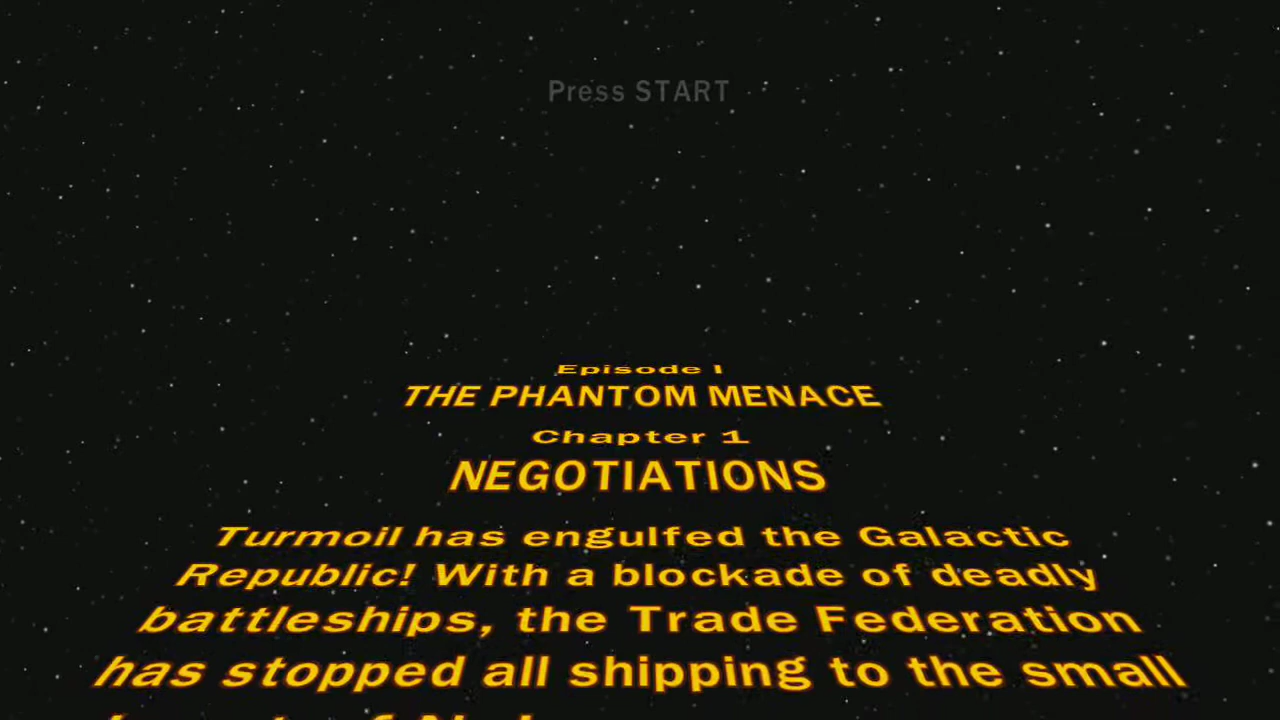 Press START
Episode I
THE PHANTOM MENACE
Chapter 1
NEGOTIATIONS
Turmoil has engulfed the Galactic
Republic! With a blockade of deadly
battleships, the Trade Federation
has stopped all shipping to the small